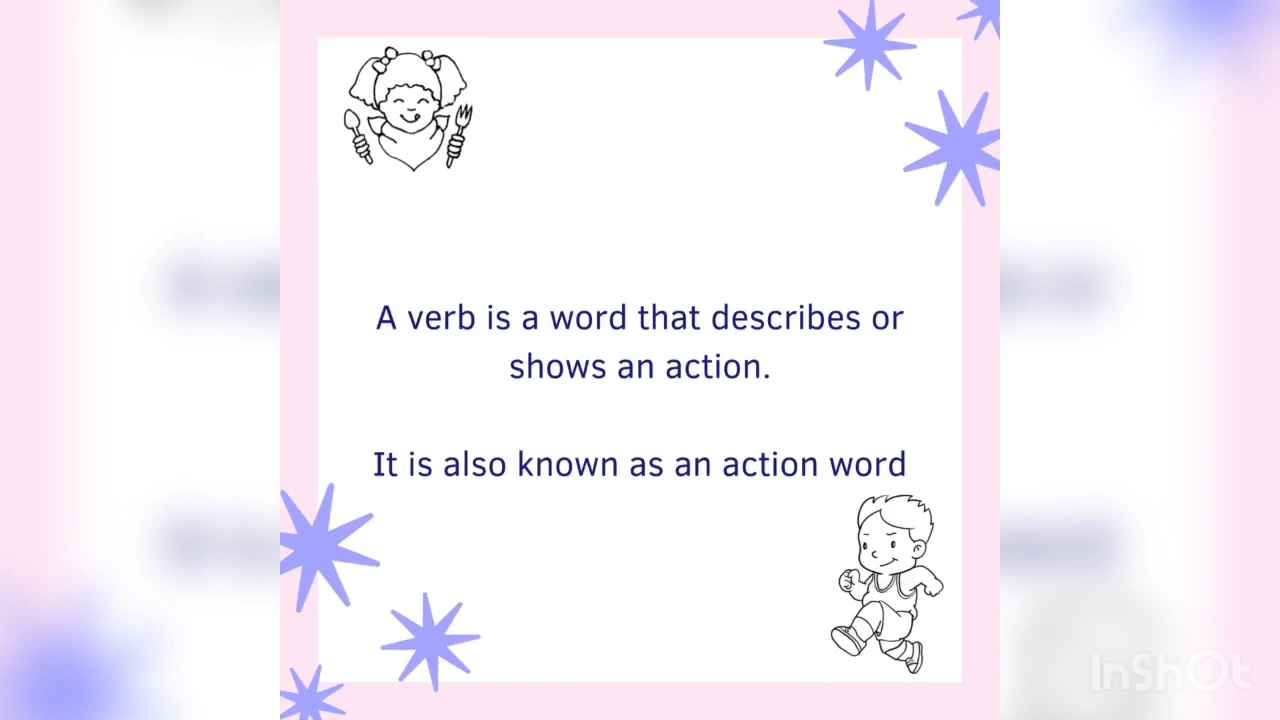 A verb is a word that describes or
shows an action.
It is also known as an action word
InShOt